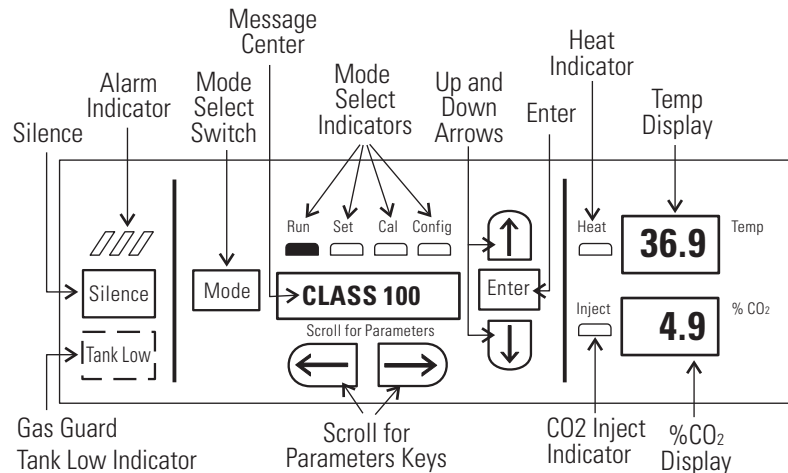 Message
Center
Alarm
Indicator
Mode
Select
Switch
Mode
Select
Indicators
Up and
Down
Arrows
Enter
Heat
Indicator
Temp
Display
Silence
Run Set Cal Config
Heat
36.9
Temp
Silence
Mode
CLASS 100
Enter
Inject
4.9
% CO₂
Scroll for Parameters
Tank Low
Gas Guard
Tank Low Indicator
Scroll for
Parameters Keys
CO2 Inject
Indicator
%CO₂
Display